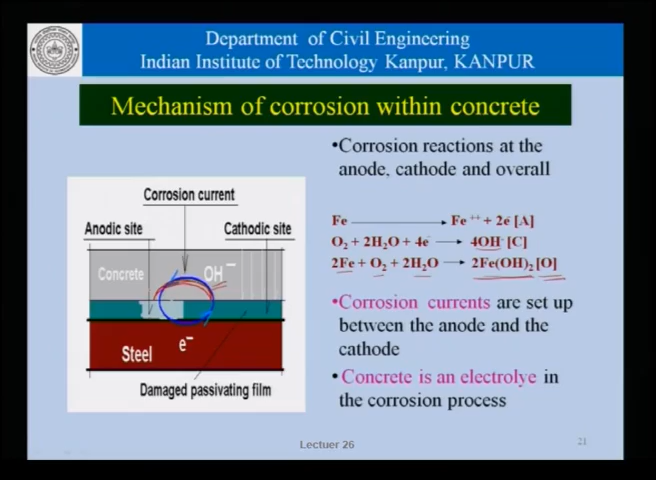 Department of Civil Engineering
Indian Institute of Technology Kanpur, KANPUR
Mechanism of corrosion within concrete
•Corrosion reactions at the
anode, cathode and overall
Fe → Fe⁺⁺ + 2e⁻ [A]
O₂ + 2H₂O + 4e⁻ → 4OH⁻ [C]
2Fe + O₂ + 2H₂O → 2Fe(OH)₂ [O]
•Corrosion currents are set up
between the anode and the
cathode
• Concrete is an electrolye in
the corrosion process
Corrosion current
Anodic site
Cathodic site
Concrete
OH⁻
Steel
e⁻
Damaged passivating film
Lectuer 26
21